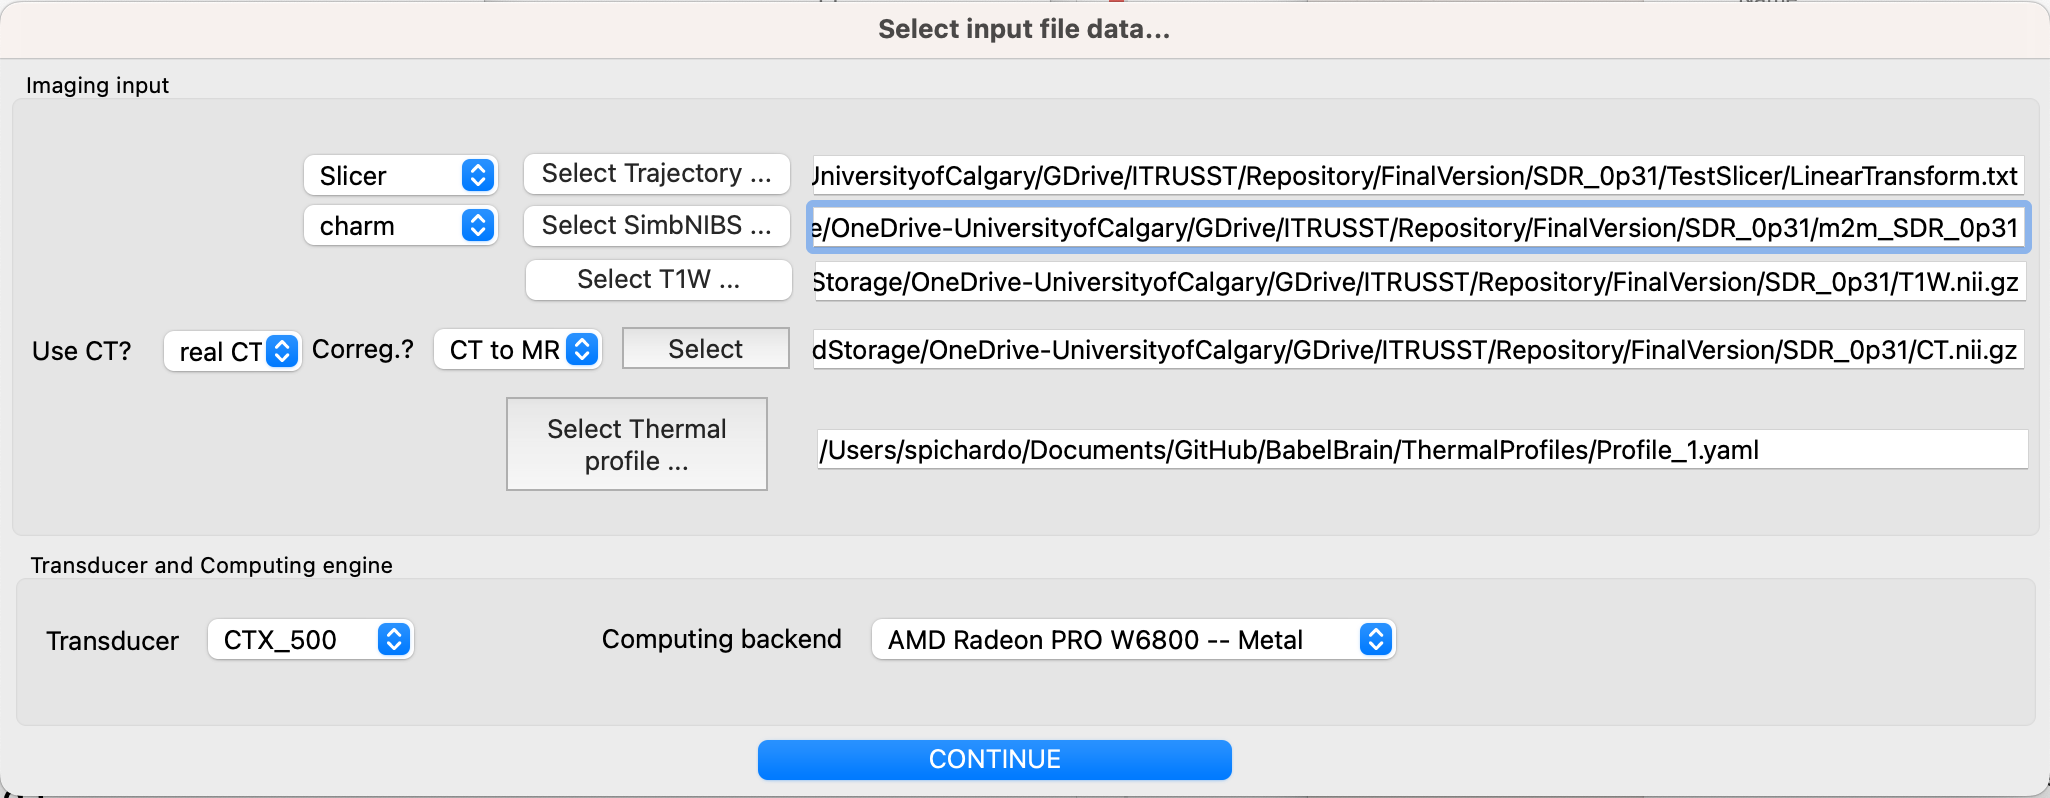 Select input file data...
Imaging input
Slicer
Select Trajectory ...
UniversityofCalgary/GDrive/ITRUSST/Repository/FinalVersion/SDR_0p31/TestSlicer/LinearTransform.txt
charm
Select SimbNIBS ...
e/OneDrive-UniversityofCalgary/GDrive/ITRUSST/Repository/FinalVersion/SDR_0p31/m2m_SDR_0p31
Select T1W ...
Storage/OneDrive-UniversityofCalgary/GDrive/ITRUSST/Repository/FinalVersion/SDR_0p31/T1W.nii.gz
Use CT?
real CT
Correg.?
CT to MR
Select
dStorage/OneDrive-UniversityofCalgary/GDrive/ITRUSST/Repository/FinalVersion/SDR_0p31/CT.nii.gz
Select Thermal
profile ...
/Users/spichardo/Documents/GitHub/BabelBrain/ThermalProfiles/Profile_1.yaml
Transducer and Computing engine
Transducer
CTX_500
Computing backend
AMD Radeon PRO W6800 -- Metal
CONTINUE